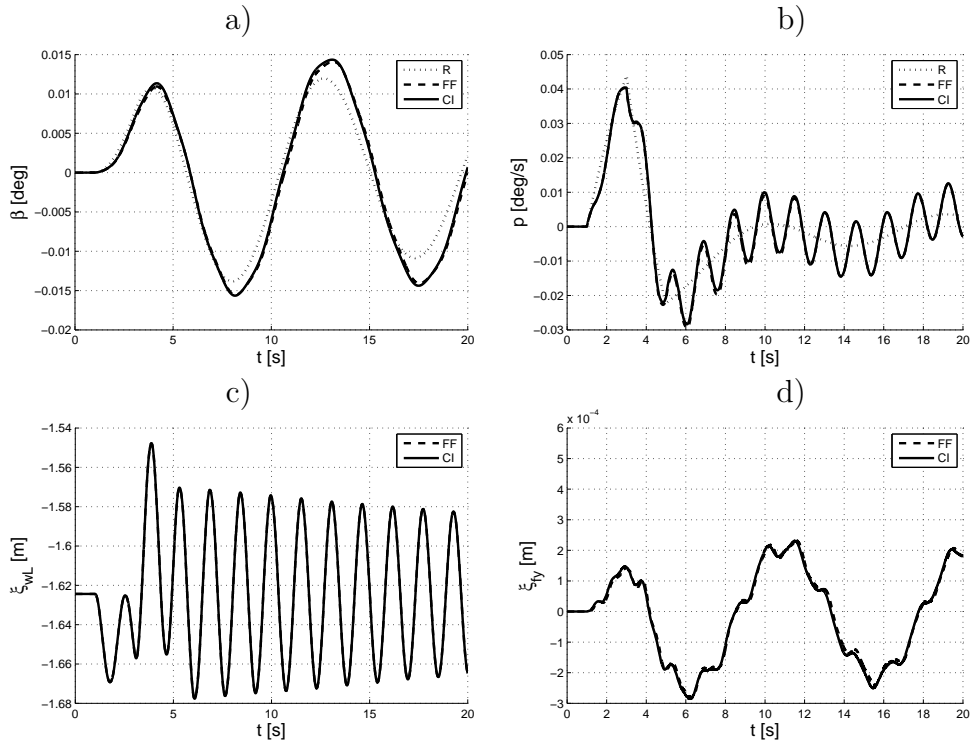 a)
0.015
0.01
0.005
0
−0.005
−0.01
−0.015
−0.02
β [deg]
0 5 10 15 20
t [s]
R
FF
CI
b)
0.05
0.04
0.03
0.02
0.01
0
−0.01
−0.02
−0.03
p [deg/s]
0 2 4 6 8 10 12 14 16 18 20
t [s]
R
FF
CI
c)
−1.54
−1.56
−1.58
−1.6
−1.62
−1.64
−1.66
−1.68
ξwL [m]
0 5 10 15 20
t [s]
FF
CI
d)
x 10−4
6
5
4
3
2
1
0
−1
−2
−3
ξfy [m]
0 2 4 6 8 10 12 14 16 18 20
t [s]
FF
CI